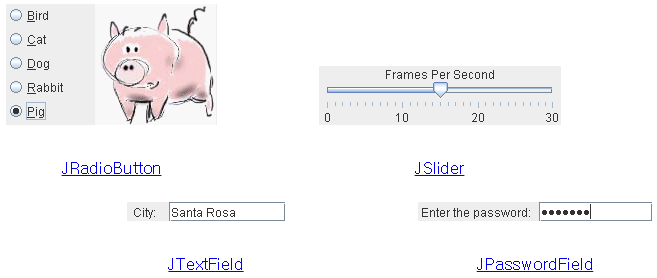 Bird
Cat
Dog
Rabbit
Pig
Frames Per Second
0 10 20 30
JRadioButton
JSlider
City: Santa Rosa
Enter the password: •••••••
JTextField
JPasswordField